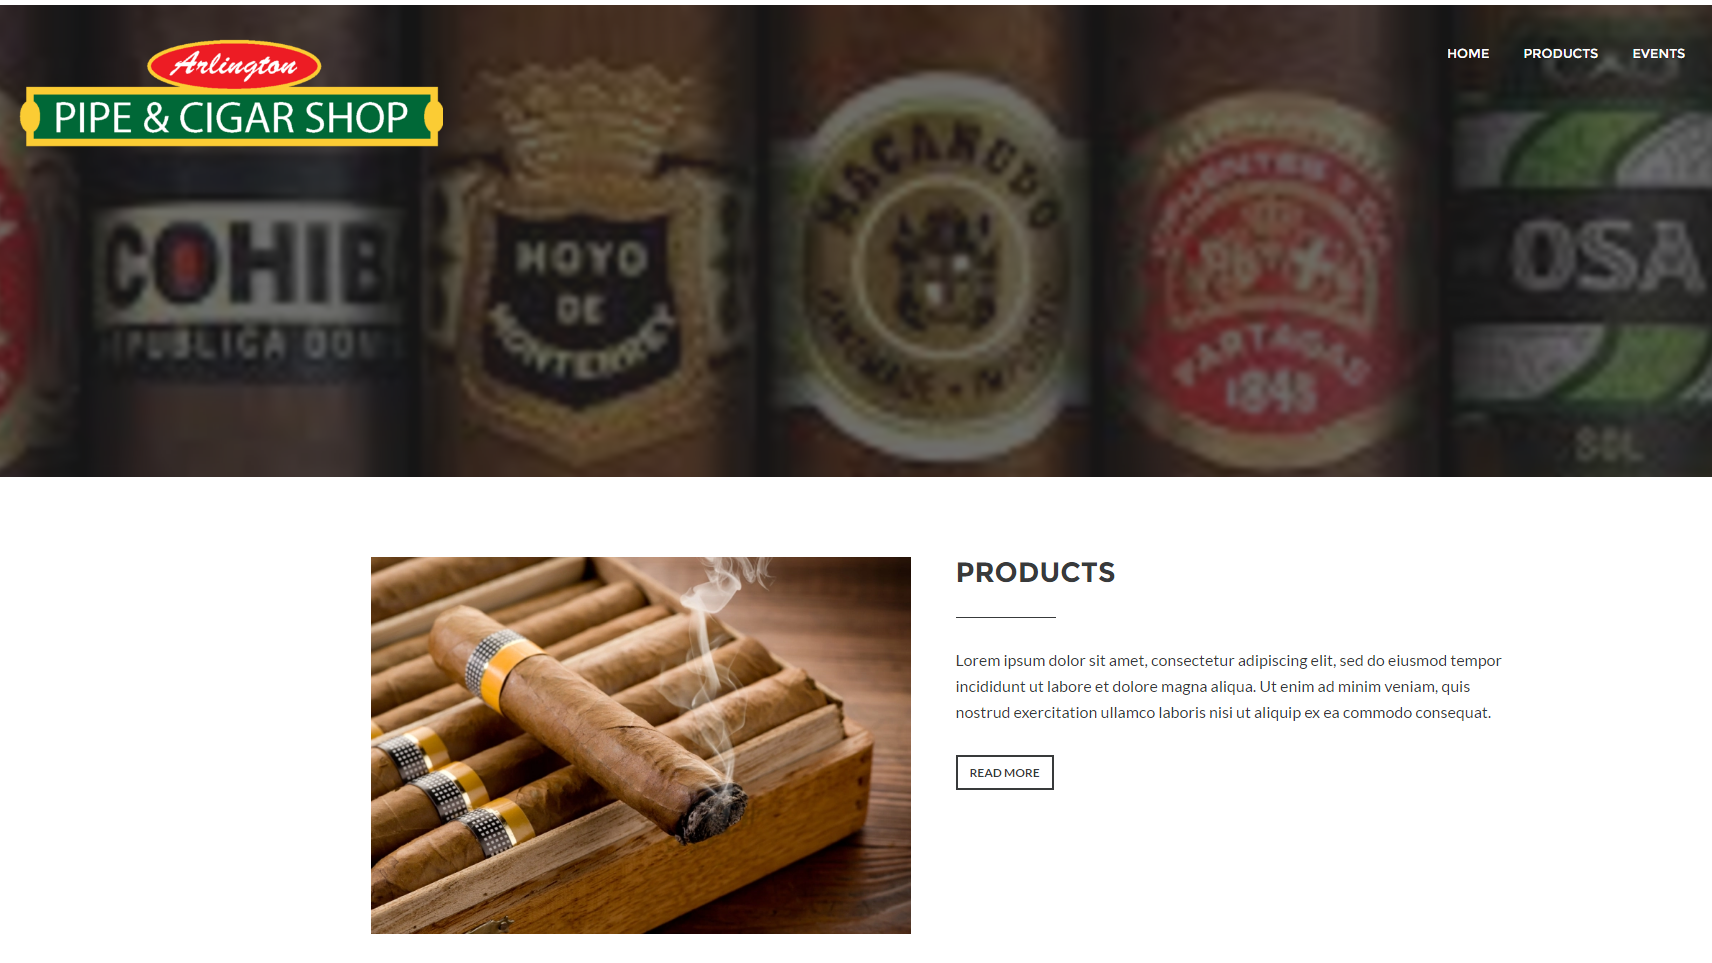 Arlington
PIPE & CIGAR SHOP
HOME PRODUCTS EVENTS
COHIB
HOYO
DE
MONTERREY
MACANUDO
PARTAGAS
1845
OSA
PRODUCTS
Lorem ipsum dolor sit amet, consectetur adipiscing elit, sed do eiusmod tempor
incididunt ut labore et dolore magna aliqua. Ut enim ad minim veniam, quis
nostrud exercitation ullamco laboris nisi ut aliquip ex ea commodo consequat.
READ MORE